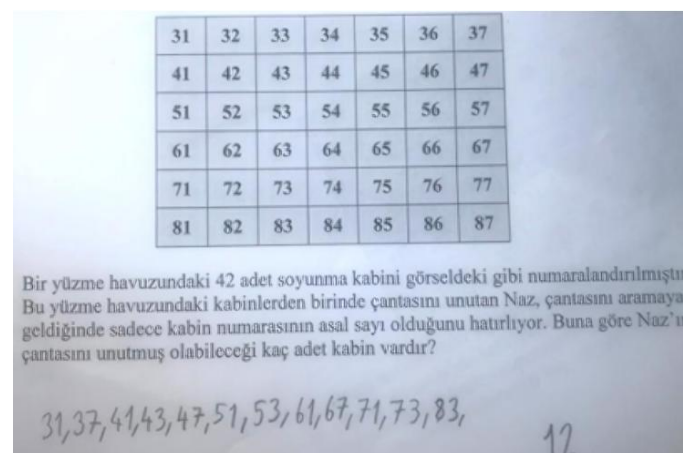 31 32 33 34 35 36 37
41 42 43 44 45 46 47
51 52 53 54 55 56 57
61 62 63 64 65 66 67
71 72 73 74 75 76 77
81 82 83 84 85 86 87
Bir yüzme havuzundaki 42 adet soyunma kabini görseldeki gibi numaralandırılmıştı
Bu yüzme havuzundaki kabinlerden birinde çantasını unutan Naz, çantasını aramaya
geldiğinde sadece kabin numarasının asal sayı olduğunu hatırlıyor. Buna göre Naz'ı
çantasını unutmuş olabileceği kaç adet kabin vardır?
31,37,41,43,47,51,53,61,67,71,73,83,
12